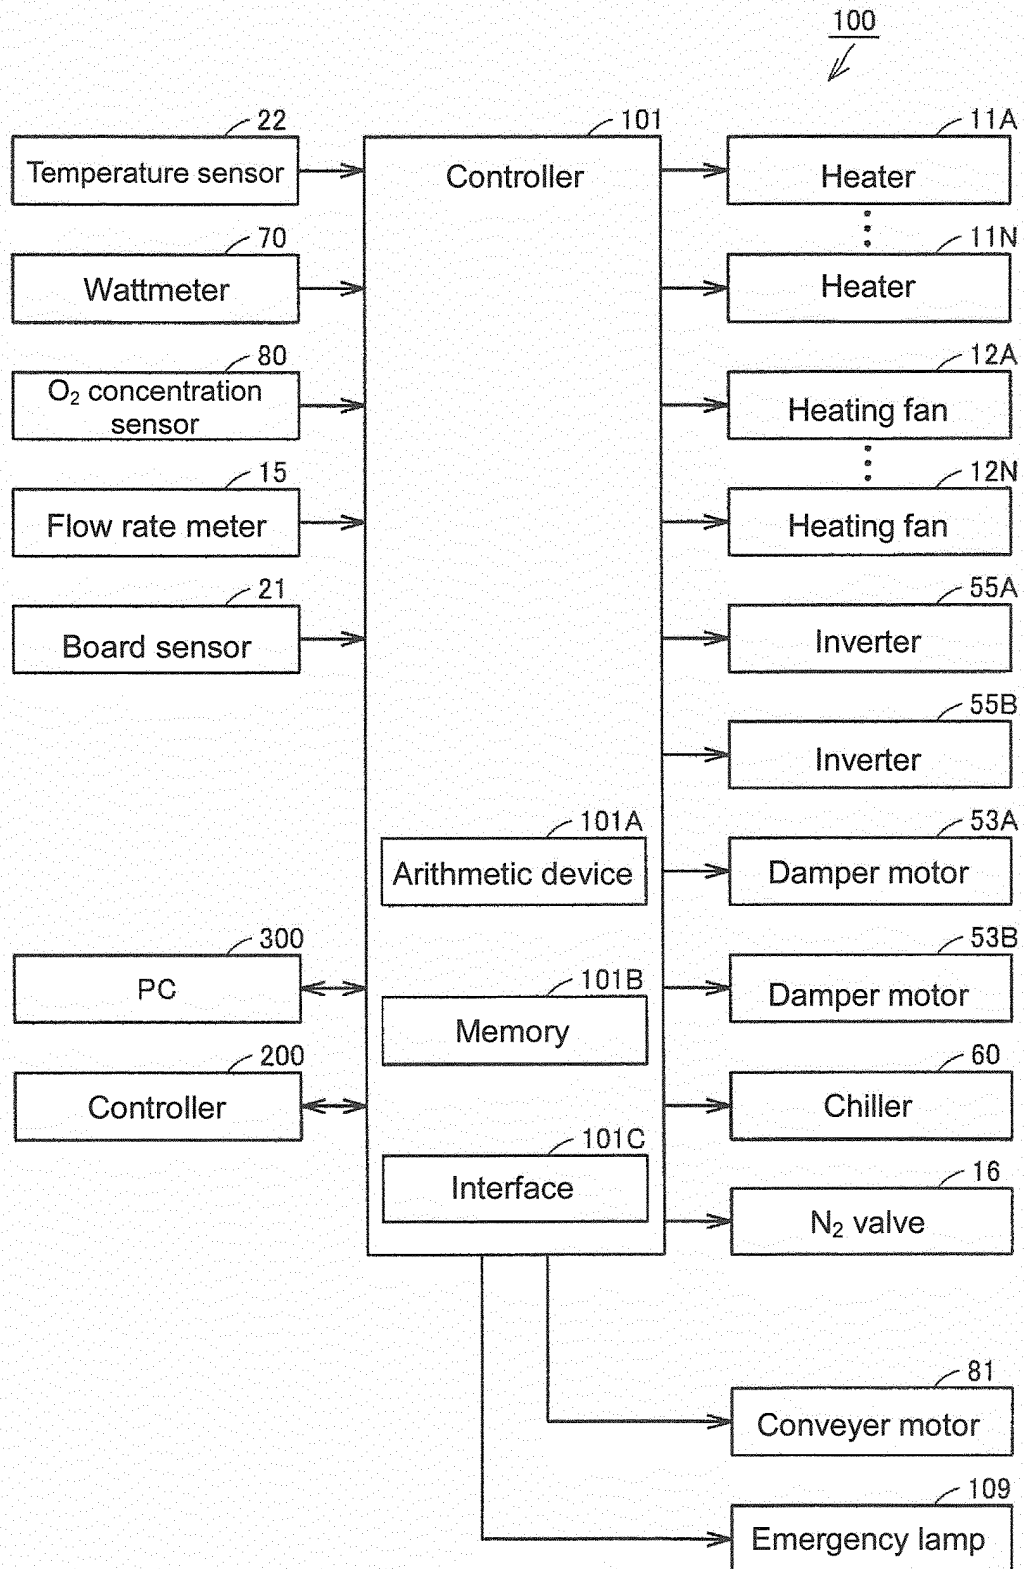 100
22
Temperature sensor
70
Wattmeter
80
O₂ concentration
sensor
15
Flow rate meter
21
Board sensor
300
PC
200
Controller
101
Controller
101A
Arithmetic device
101B
Memory
101C
Interface
11A
Heater
11N
Heater
12A
Heating fan
12N
Heating fan
55A
Inverter
55B
Inverter
53A
Damper motor
53B
Damper motor
60
Chiller
16
N₂ valve
81
Conveyer motor
109
Emergency lamp